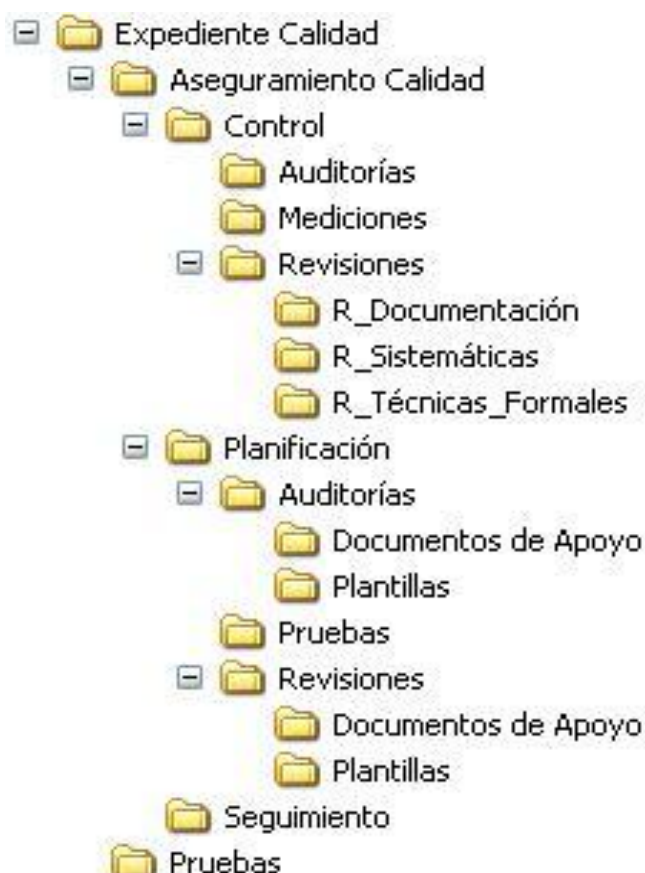 Expediente Calidad
Aseguramiento Calidad
Control
Auditorías
Mediciones
Revisiones
R_Documentación
R_Sistemáticas
R_Técnicas_Formales
Planificación
Auditorías
Documentos de Apoyo
Plantillas
Pruebas
Revisiones
Documentos de Apoyo
Plantillas
Seguimiento
Pruebas